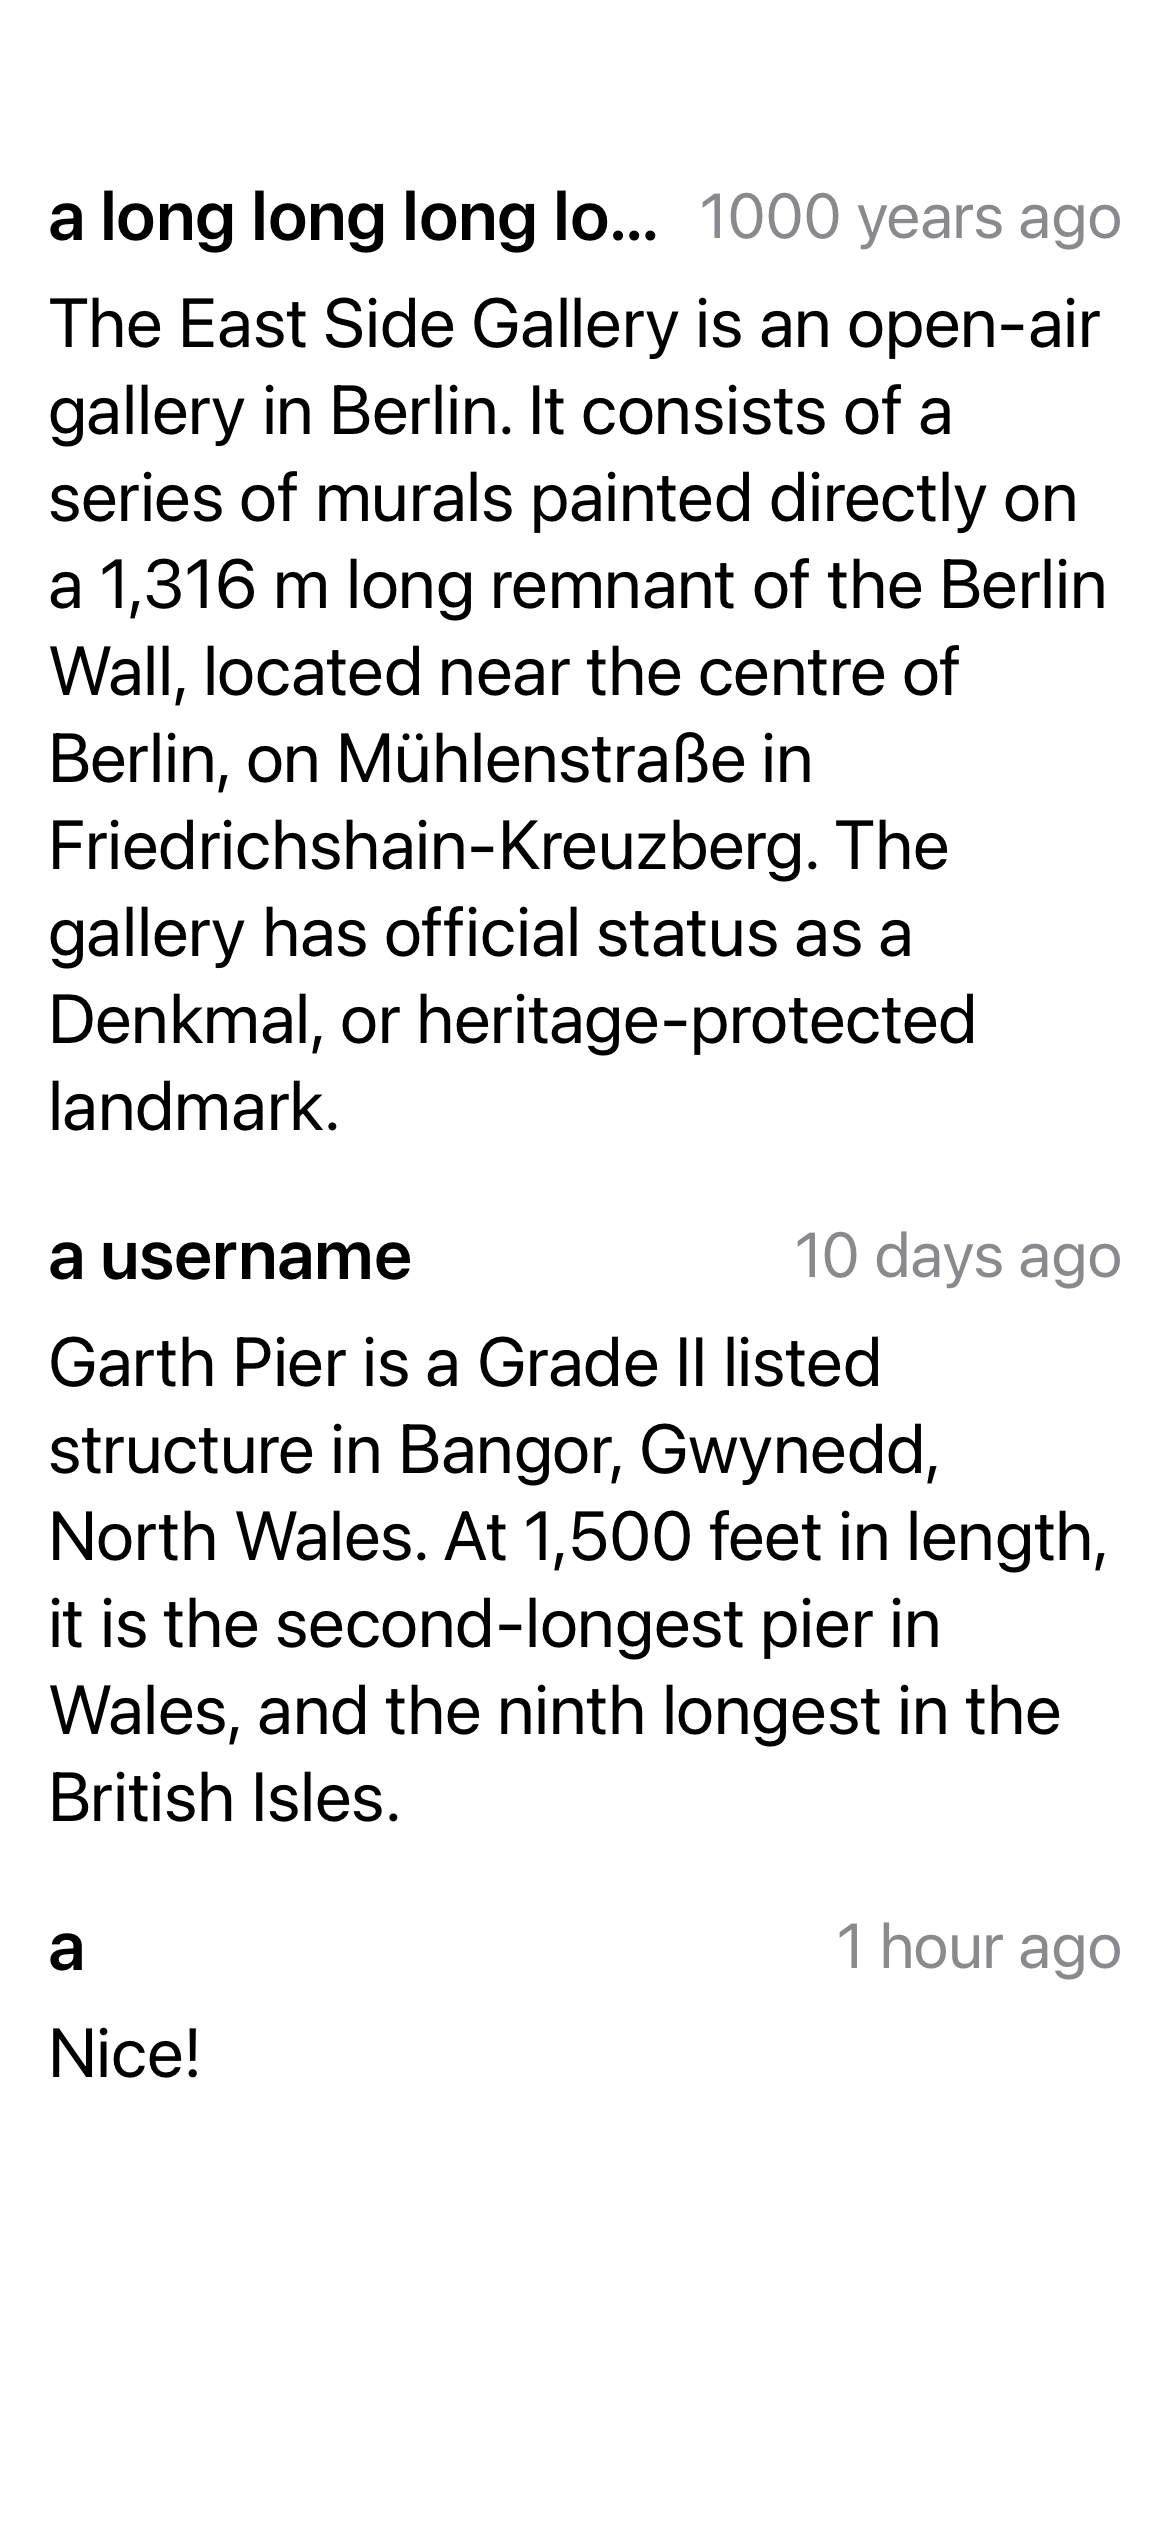 a long long long lo... 1000 years ago
The East Side Gallery is an open-air
gallery in Berlin. It consists of a
series of murals painted directly on
a 1,316 m long remnant of the Berlin
Wall, located near the centre of
Berlin, on Mühlenstraße in
Friedrichshain-Kreuzberg. The
gallery has official status as a
Denkmal, or heritage-protected
landmark.
a username 10 days ago
Garth Pier is a Grade II listed
structure in Bangor, Gwynedd,
North Wales. At 1,500 feet in length,
it is the second-longest pier in
Wales, and the ninth longest in the
British Isles.
a 1 hour ago
Nice!